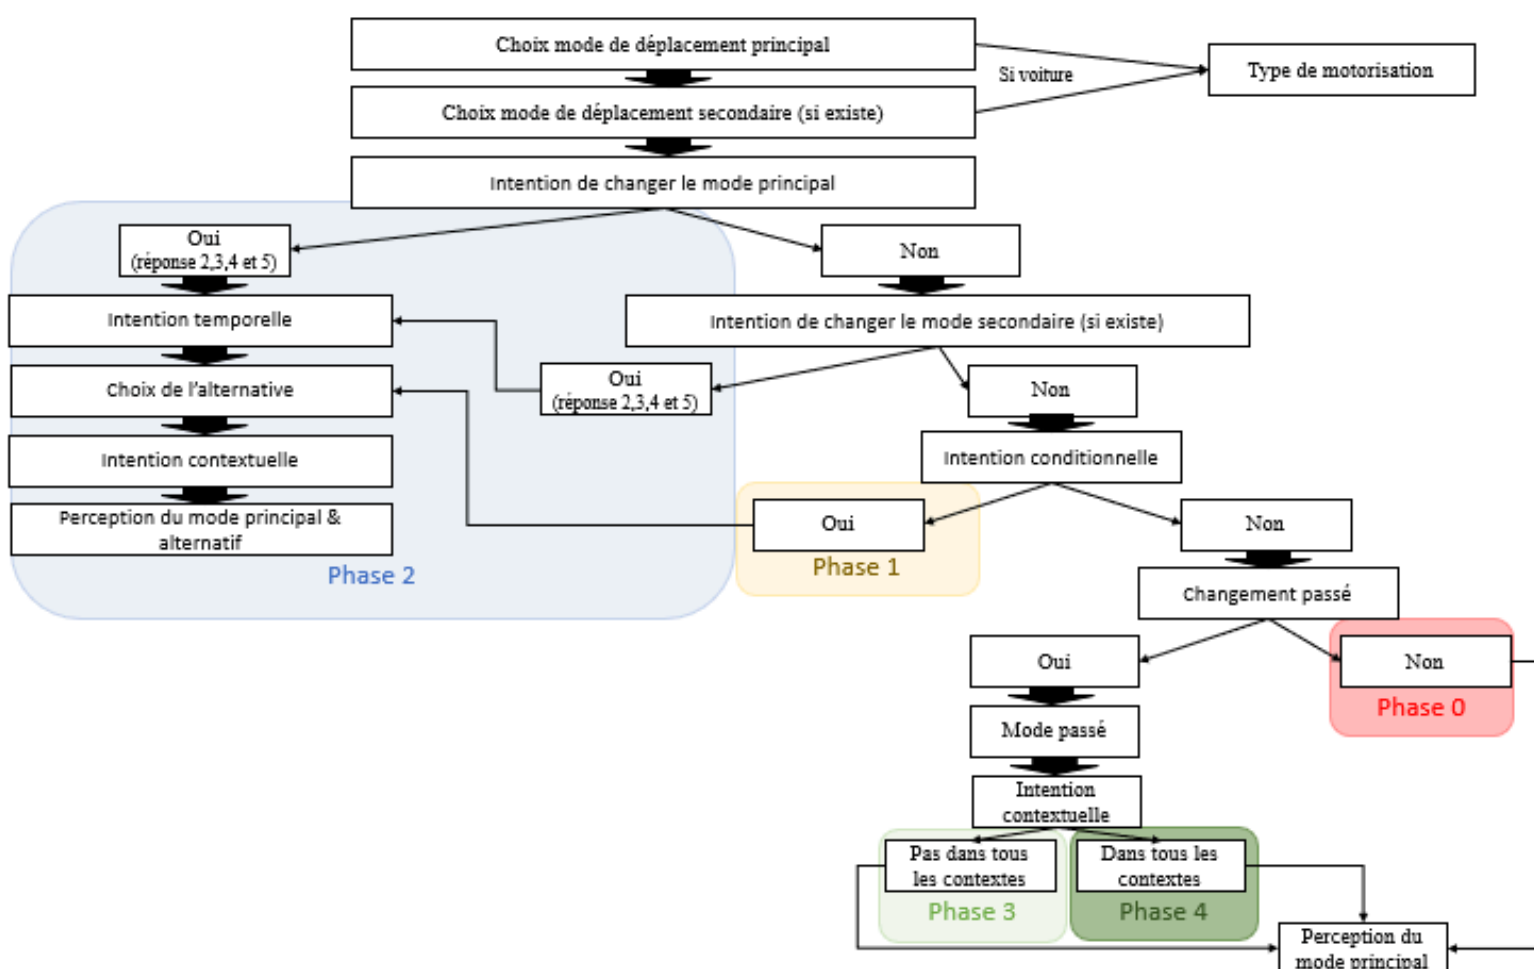 Choix mode de déplacement principal
Si voiture
Type de motorisation
Choix mode de déplacement secondaire (si existe)
Intention de changer le mode principal
Oui
(réponse 2,3,4 et 5)
Non
Intention temporelle
Intention de changer le mode secondaire (si existe)
Choix de l'alternative
Oui
(réponse 2,3,4 et 5)
Non
Intention contextuelle
Intention conditionnelle
Perception du mode principal &
alternatif
Phase 2
Oui
Phase 1
Non
Changement passé
Oui
Non
Phase 0
Mode passé
Intention
contextuelle
Pas dans tous
les contextes
Phase 3
Dans tous les
contextes
Phase 4
Perception du
mode principal